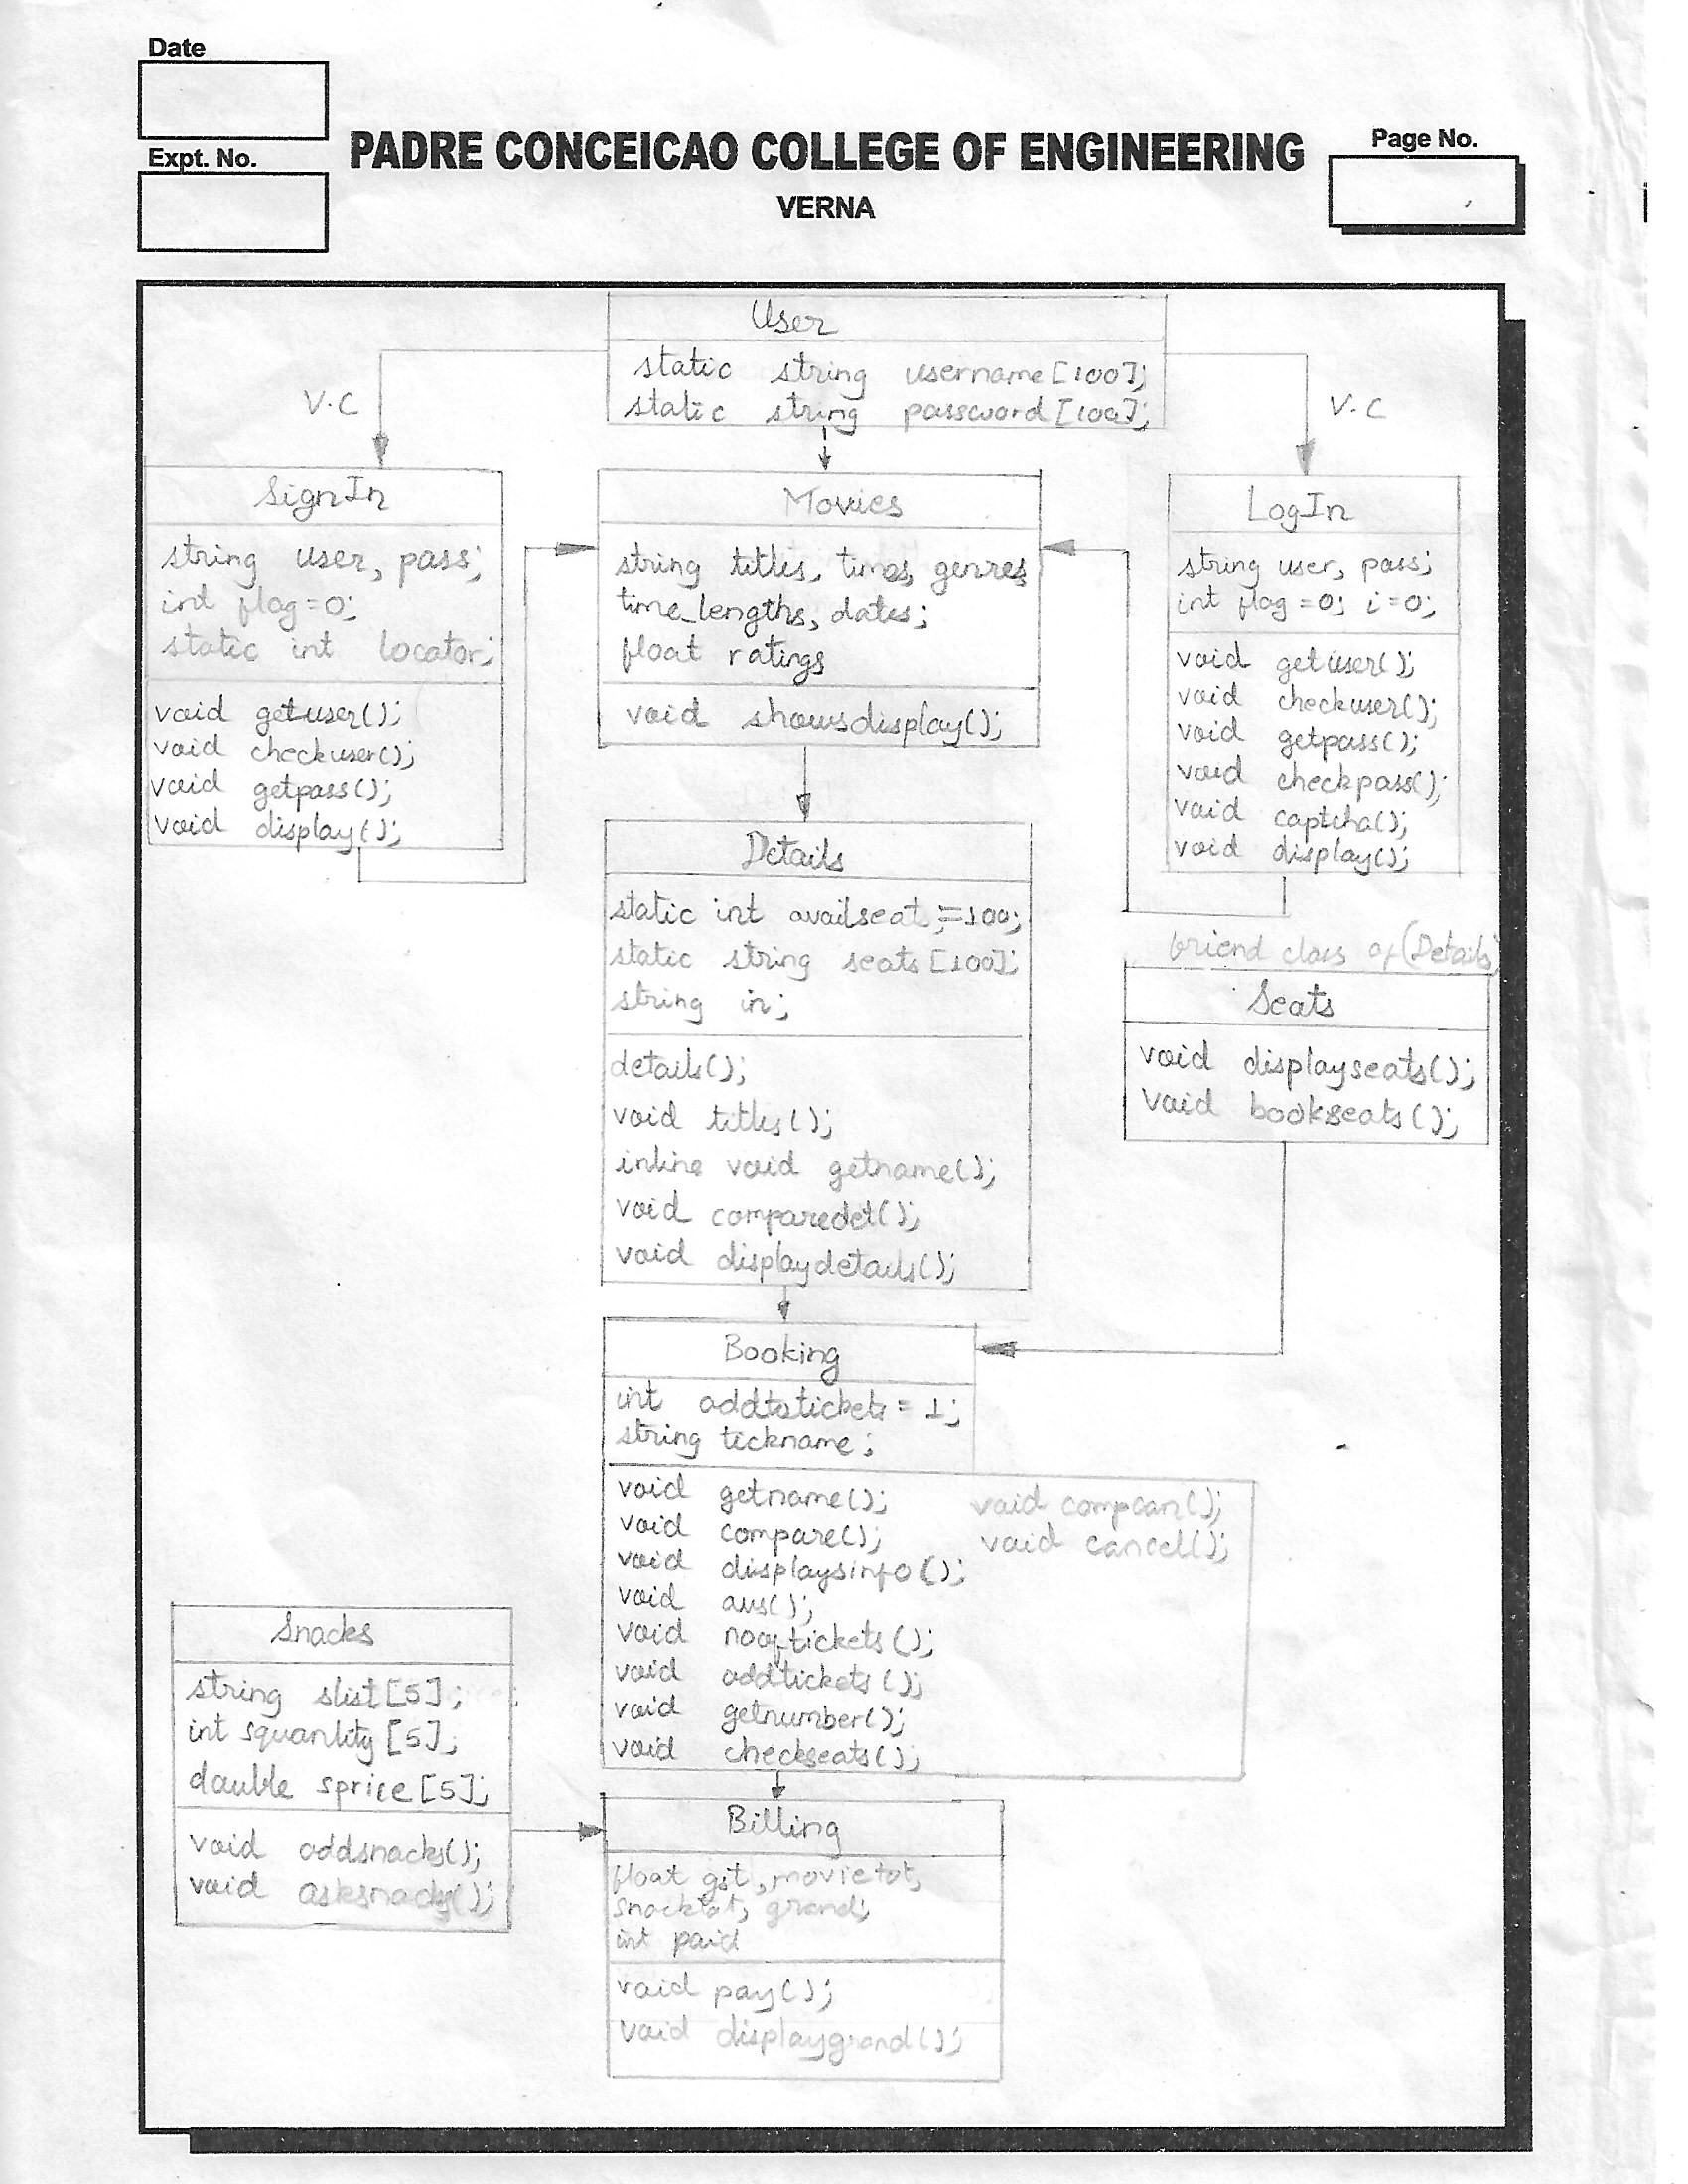 Date
Expt. No.
PADRE CONCEICAO COLLEGE OF ENGINEERING
VERNA
Page No.
User
static string username[100];
static string password[100];
V.C
V.C
SignIn
string user, pass;
int flag=0;
static int locator;
void getuser();
void checkuser();
void getpass();
void display();
Movies
string titles, times, genres
time_lengths, dates;
float ratings
void showsdisplay();
LogIn
string user, pass;
int flag=0; i=0;
void getuser();
void checkuser();
void getpass();
void checkpass();
void captcha();
void display();
Details
static int availseat;=100;
static string seats[100];
string in;
details();
void titles();
inline void getname();
void comparedet();
void displaydetails();
friend class of (Details)
Seats
void displayseats();
void bookseats();
Booking
int addtotickets = 1;
string tickname;
void getname();
void compare();
void displaysinfo();
void aus();
void nooftickets();
void addtickets();
void getnumber();
void checkseats();
void compcan();
void cancel();
Snacks
string slist[5];
int squantity[5];
double sprice[5];
void addsnacks();
void asksnacks();
Billing
float gst, movietot,
snacktot, grand;
int paid
void pay();
void displaygrand();